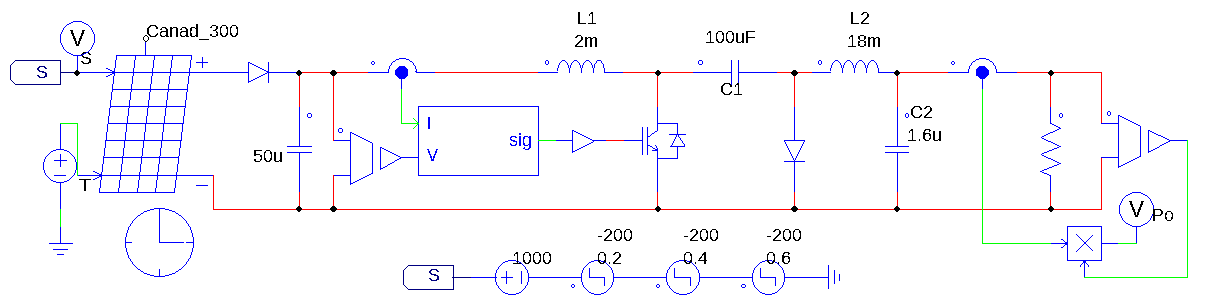 Canad_300
V
S
S
+
−
T
+
−
50u
I
V
sig
L1
2m
100uF
C1
L2
18m
C2
1.6u
V
Po
S
1000
-200
0.2
-200
0.4
-200
0.6